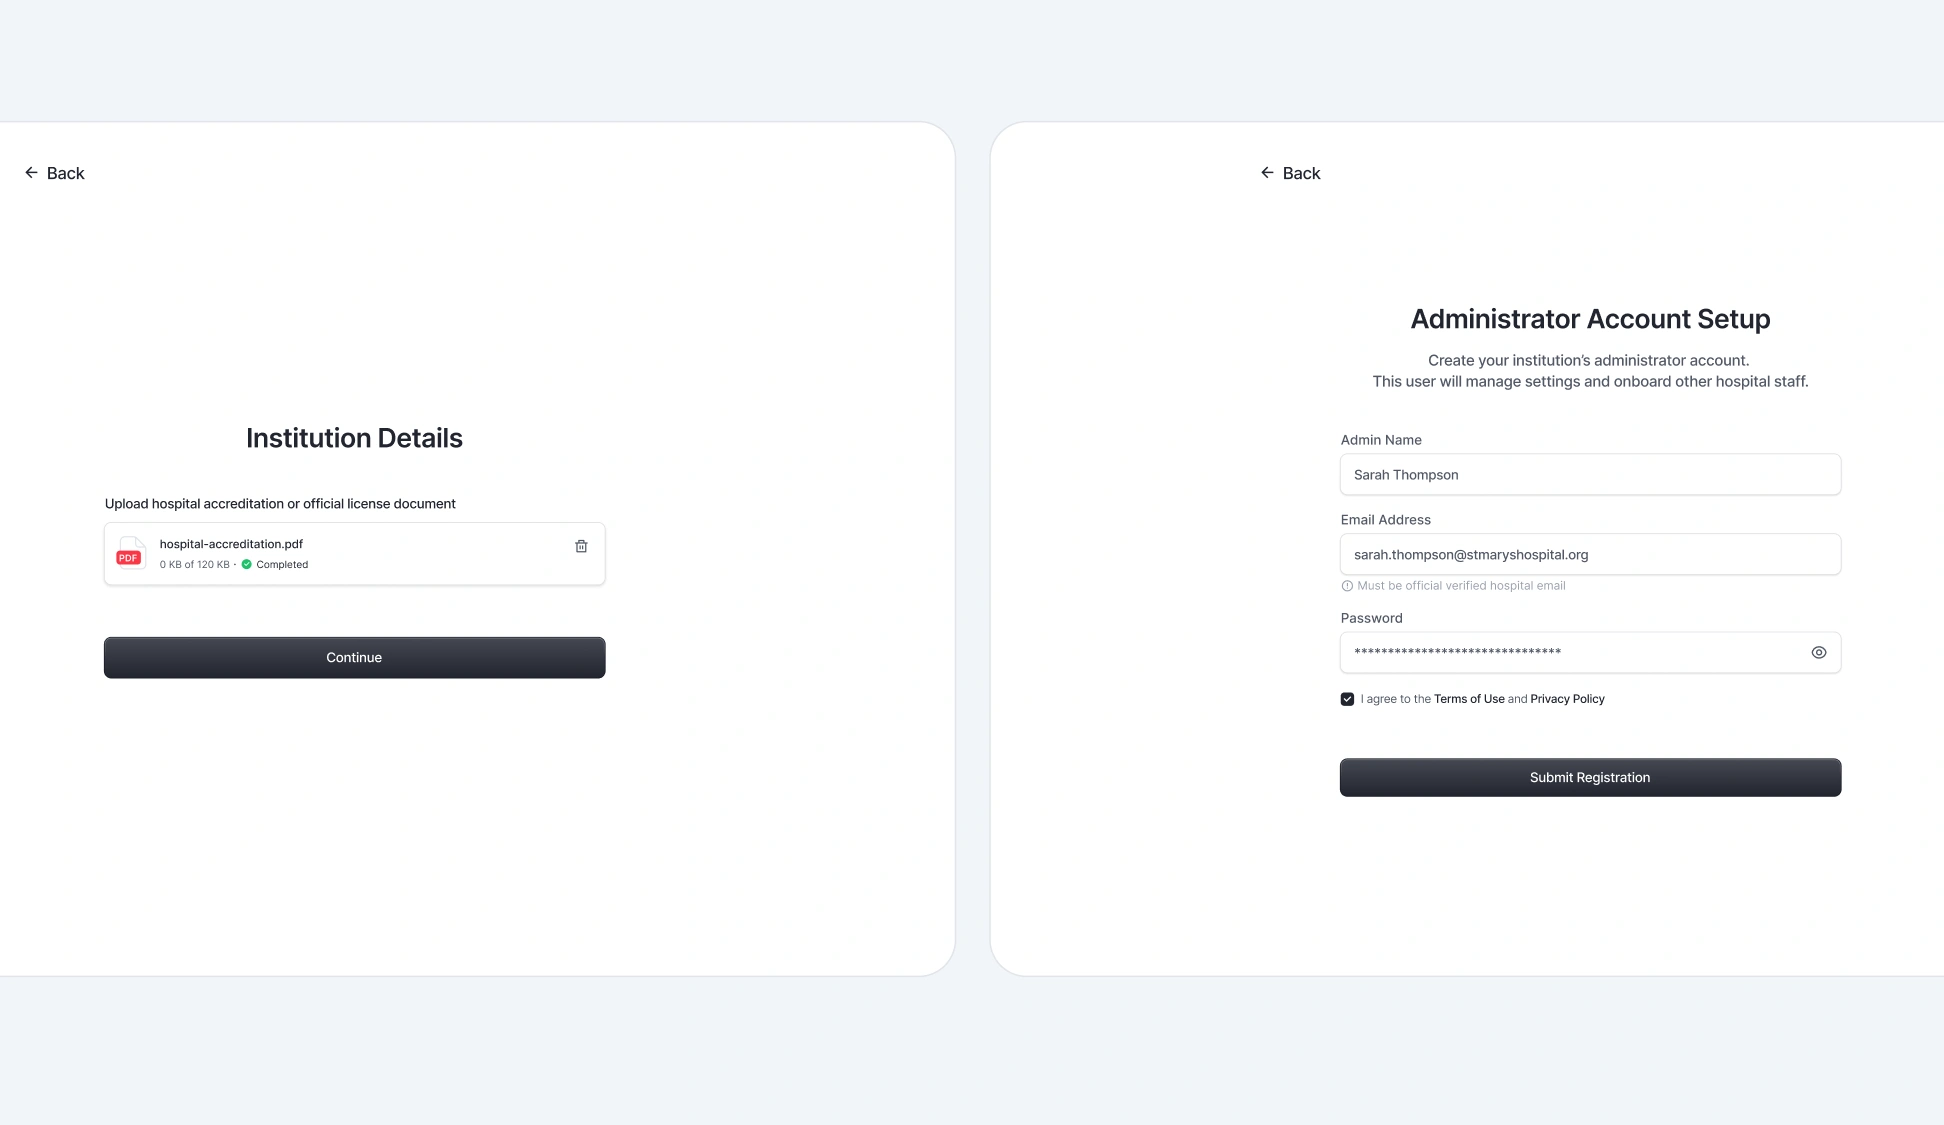 Back
Institution Details
Upload hospital accreditation or official license document
PDF
hospital-accreditation.pdf
0 KB of 120 KB · Completed
Continue
Back
Administrator Account Setup
Create your institution’s administrator account.
This user will manage settings and onboard other hospital staff.
Admin Name
Sarah Thompson
Email Address
sarah.thompson@stmaryshospital.org
Must be official verified hospital email
Password
*******************************
I agree to the Terms of Use and Privacy Policy
Submit Registration